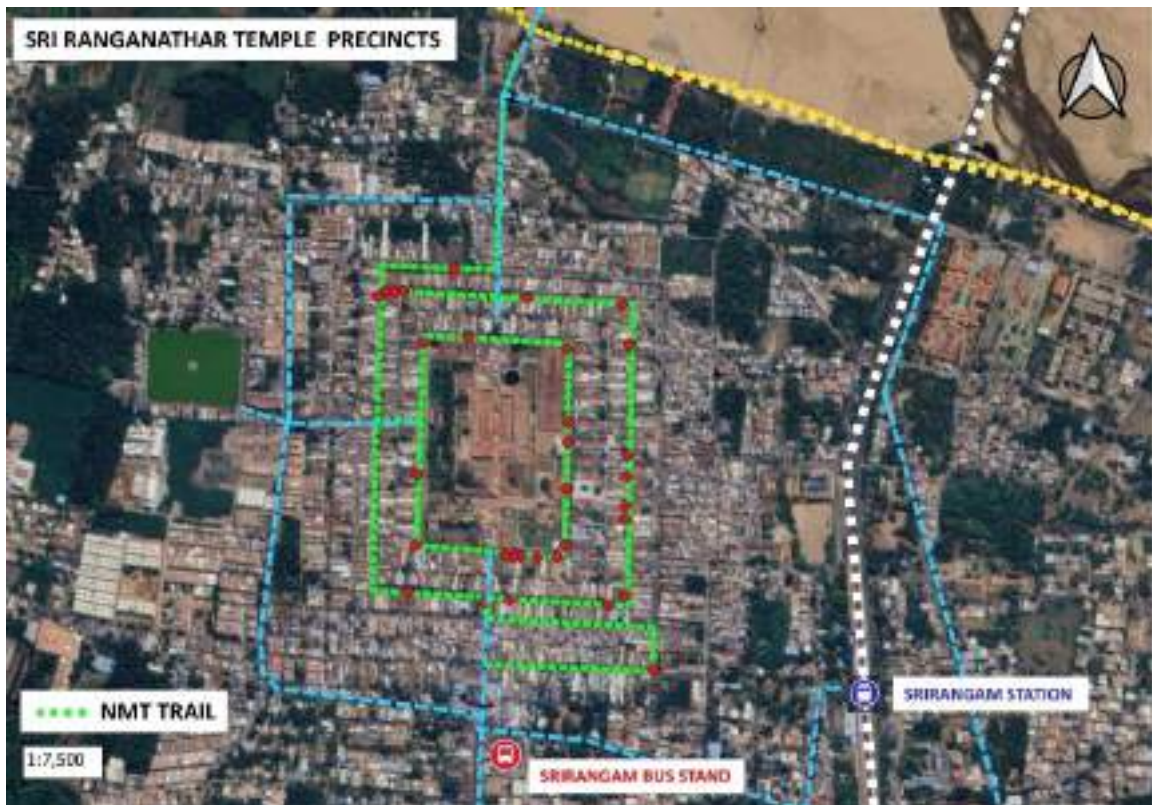 SRI RANGANATHAR TEMPLE PRECINCTS
SRIRANGAM STATION
NMT TRAIL
1:7,500
SRIRANGAM BUS STAND